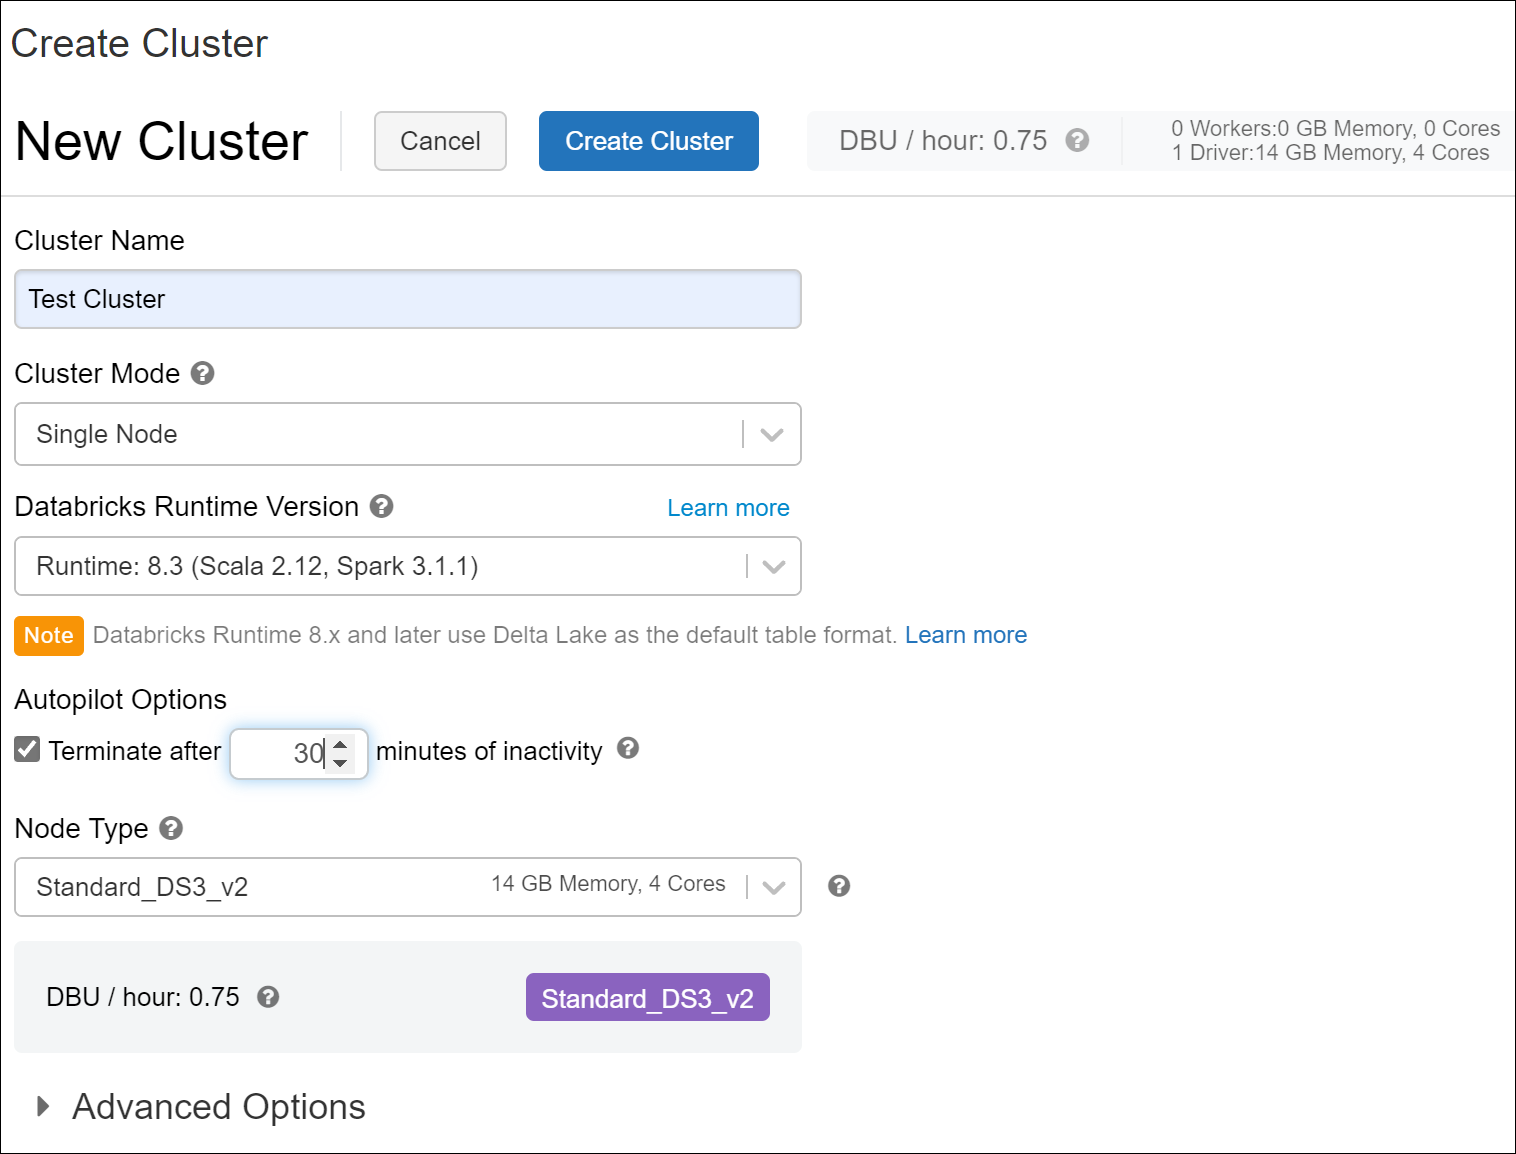 Create Cluster
New Cluster
Cancel
Create Cluster
DBU / hour: 0.75
0 Workers:0 GB Memory, 0 Cores
1 Driver:14 GB Memory, 4 Cores
Cluster Name
Test Cluster
Cluster Mode
Single Node
Databricks Runtime Version
Learn more
Runtime: 8.3 (Scala 2.12, Spark 3.1.1)
Note Databricks Runtime 8.x and later use Delta Lake as the default table format. Learn more
Autopilot Options
Terminate after 30 minutes of inactivity
Node Type
Standard_DS3_v2 14 GB Memory, 4 Cores
DBU / hour: 0.75 Standard_DS3_v2
Advanced Options